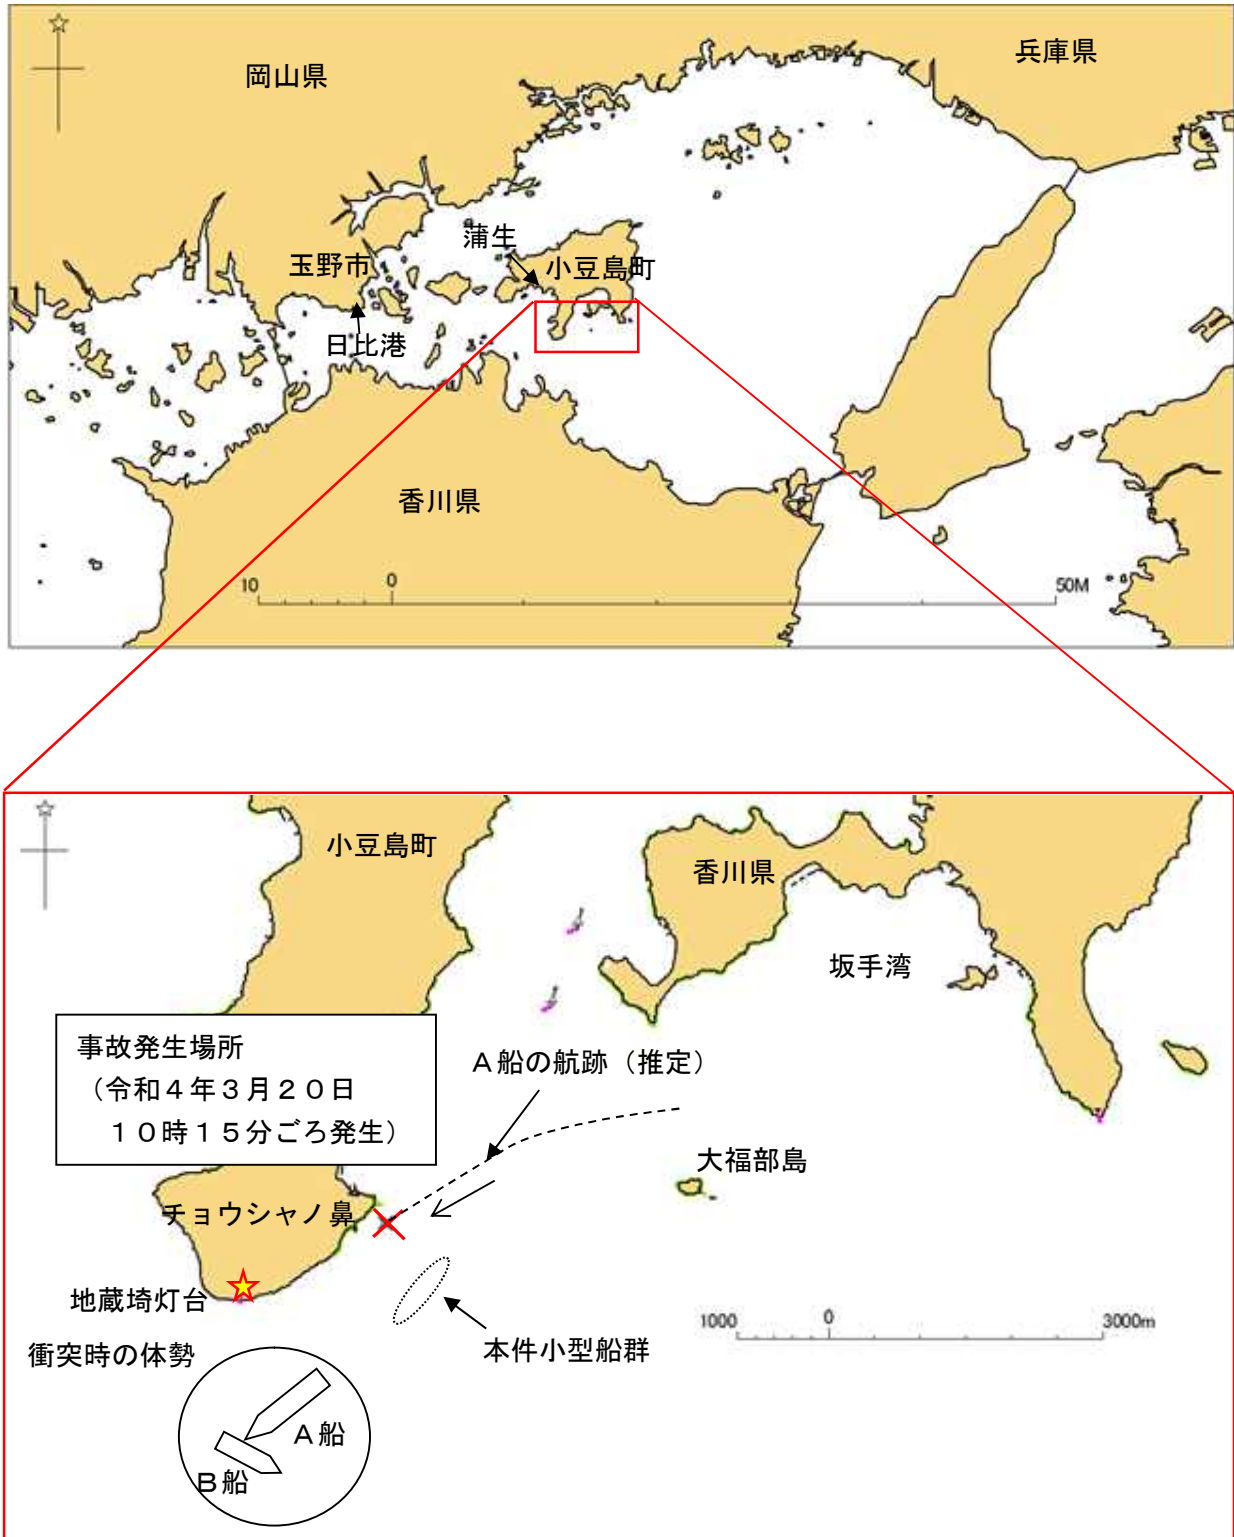 兵庫県
岡山県
蒲生
玉野市
小豆島町
日比港
香川県
10
0
50M
小豆島町
香川県
坂手湾
事故発生場所
（令和４年３月２０日
１０時１５分ごろ発生）
Ａ船の航跡（推定）
大福部島
チョウシャノ鼻
地蔵埼灯台
1000
0
3000m
本件小型船群
衝突時の体勢
Ａ船
Ｂ船